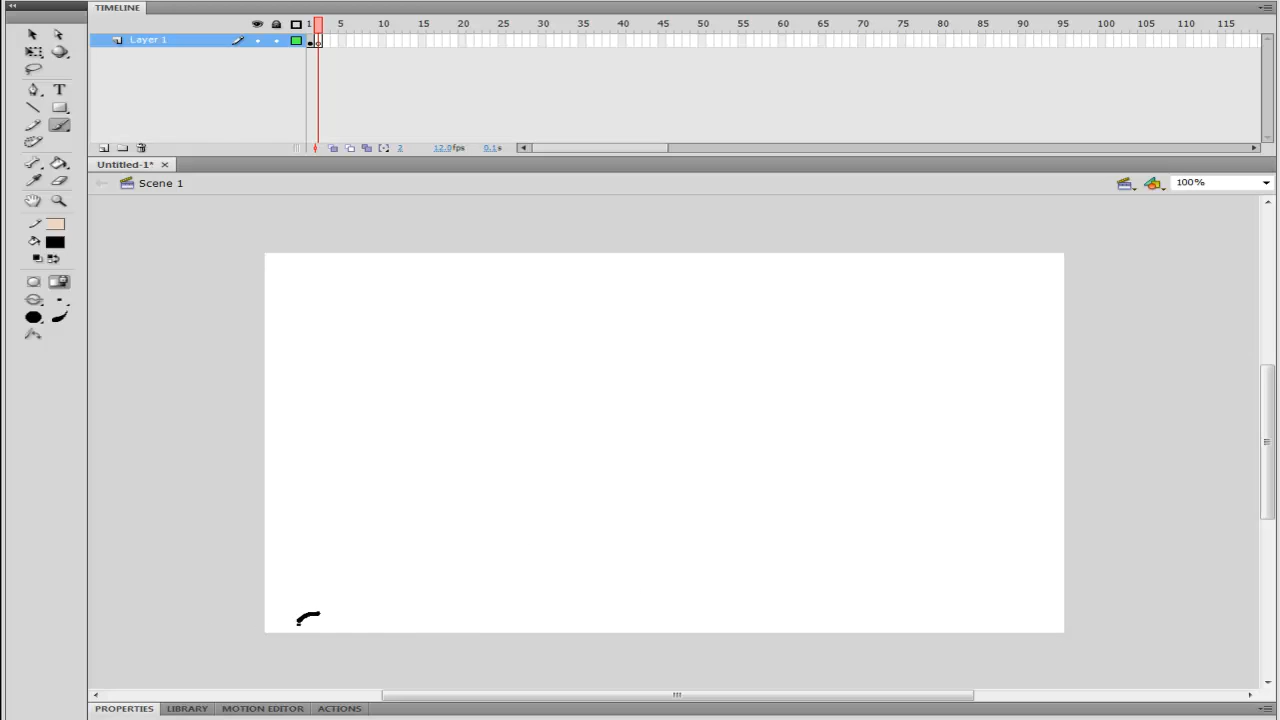 TIMELINE
1 5 10 15 20 25 30 35 40 45 50 55 60 65 70 75 80 85 90 95 100 105 110 115
Layer 1
T
2 12.0fps 0.1s
Untitled-1*
Scene 1 100%
PROPERTIES LIBRARY MOTION EDITOR ACTIONS